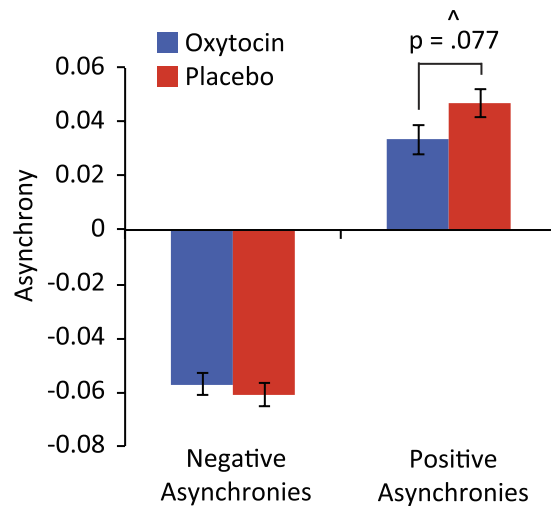 ^
p = .077
Oxytocin
Placebo
0.06
0.04
0.02
0
-0.02
-0.04
-0.06
-0.08
Asynchrony
Negative
Asynchronies
Positive
Asynchronies